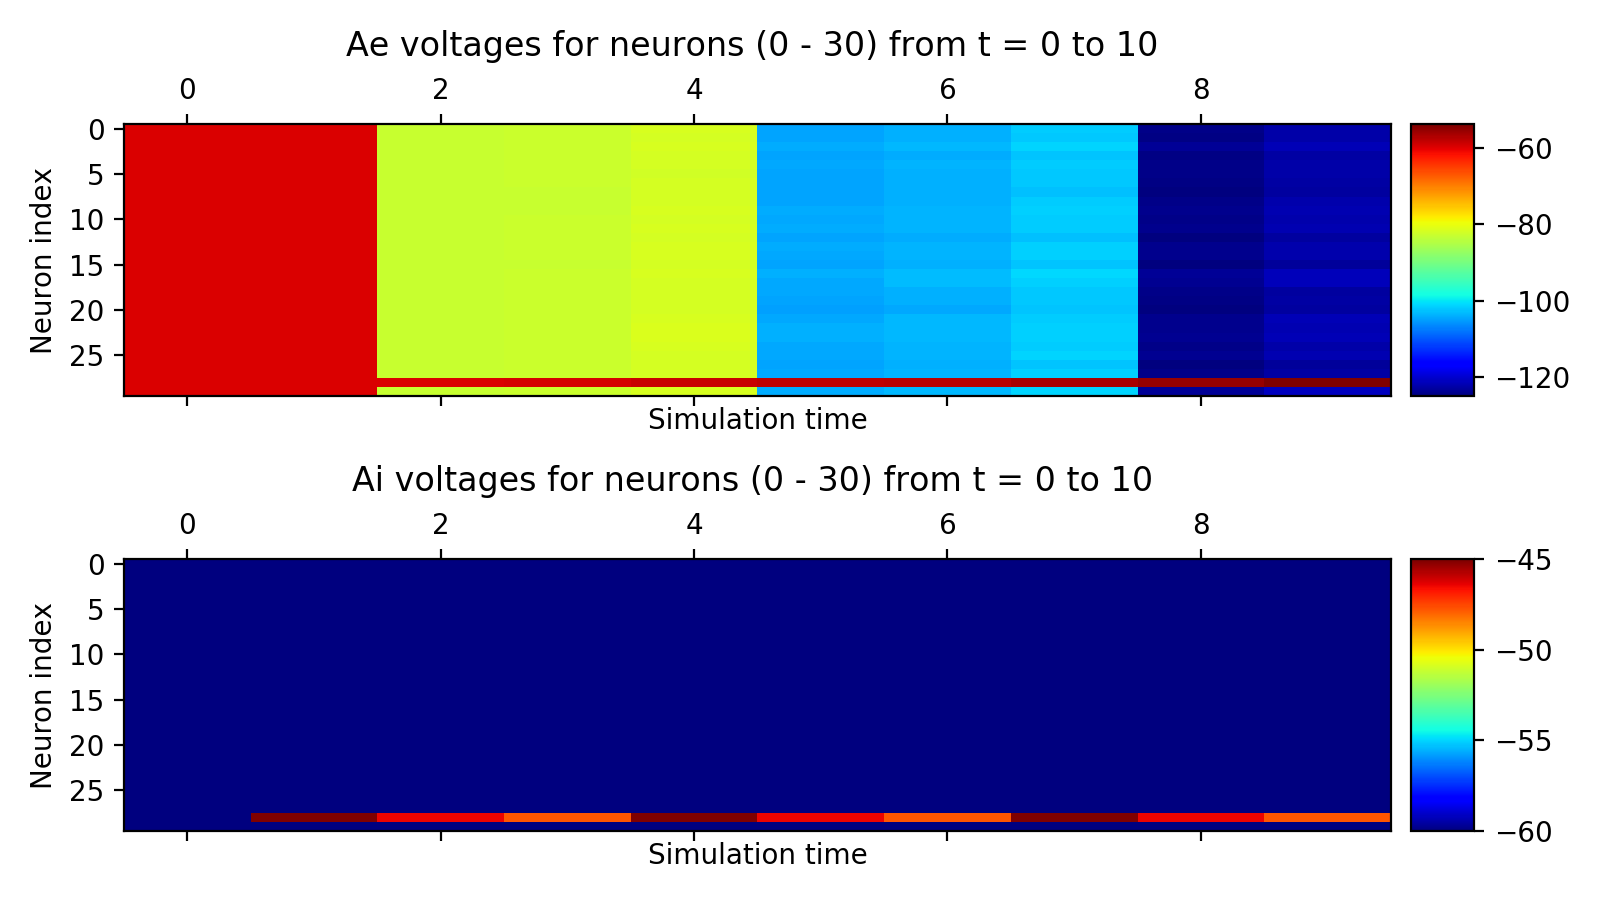 Ae voltages for neurons (0 - 30) from t = 0 to 10
0 2 4 6 8
0
5
10
15
20
25
Neuron index
Simulation time
−60
−80
−100
−120
Ai voltages for neurons (0 - 30) from t = 0 to 10
0 2 4 6 8
0
5
10
15
20
25
Neuron index
Simulation time
−45
−50
−55
−60